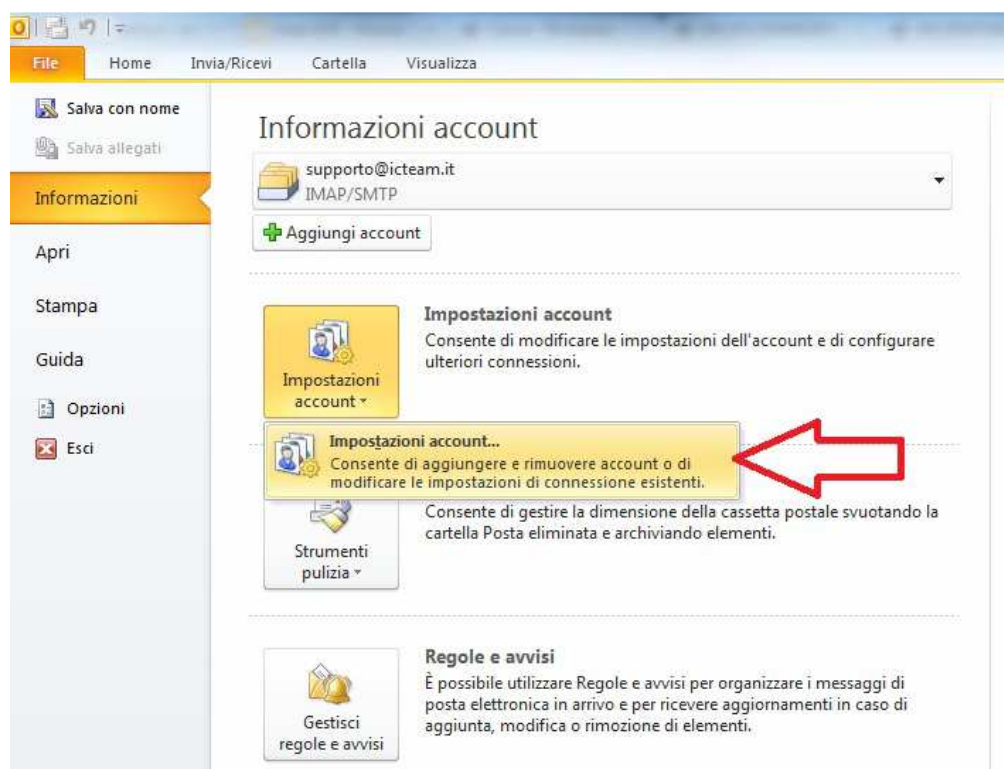 File Home Invia/Ricevi Cartella Visualizza
Salva con nome
Salva allegati
Informazioni
Apri
Stampa
Guida
Opzioni
Esci
Informazioni account
supporto@icteam.it
IMAP/SMTP
Aggiungi account
Impostazioni
account
Impostazioni account
Consente di modificare le impostazioni dell'account e di configurare
ulteriori connessioni.
Impostazioni account...
Consente di aggiungere e rimuovere account o di
modificare le impostazioni di connessione esistenti.
Strumenti
pulizia
Consente di gestire la dimensione della cassetta postale svuotando la
cartella Posta eliminata e archiviando elementi.
Gestisci
regole e avvisi
Regole e avvisi
È possibile utilizzare Regole e avvisi per organizzare i messaggi di
posta elettronica in arrivo e per ricevere aggiornamenti in caso di
aggiunta, modifica o rimozione di elementi.